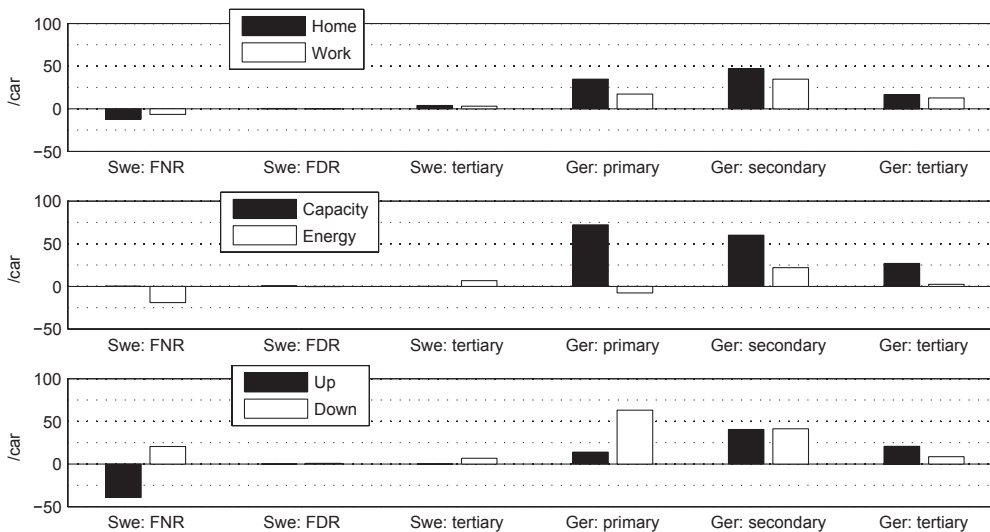 100
Home
Work
50
/car
0
−50
Swe: FNR Swe: FDR Swe: tertiary Ger: primary Ger: secondary Ger: tertiary
100
Capacity
Energy
50
/car
0
−50
Swe: FNR Swe: FDR Swe: tertiary Ger: primary Ger: secondary Ger: tertiary
100
Up
Down
50
/car
0
−50
Swe: FNR Swe: FDR Swe: tertiary Ger: primary Ger: secondary Ger: tertiary